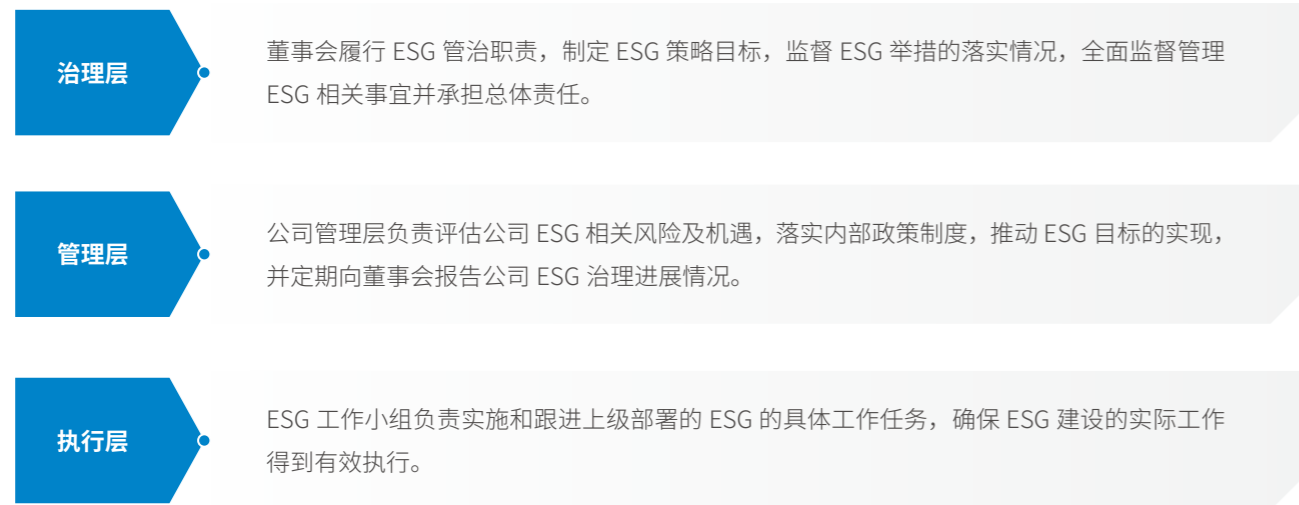 治理层
董事会履行 ESG 管治职责，制定 ESG 策略目标，监督 ESG 举措的落实情况，全面监督管理
ESG 相关事宜并承担总体责任。
管理层
公司管理层负责评估公司 ESG 相关风险及机遇，落实内部政策制度，推动 ESG 目标的实现，
并定期向董事会报告公司 ESG 治理进展情况。
执行层
ESG 工作小组负责实施和跟进上级部署的 ESG 的具体工作任务，确保 ESG 建设的实际工作
得到有效执行。